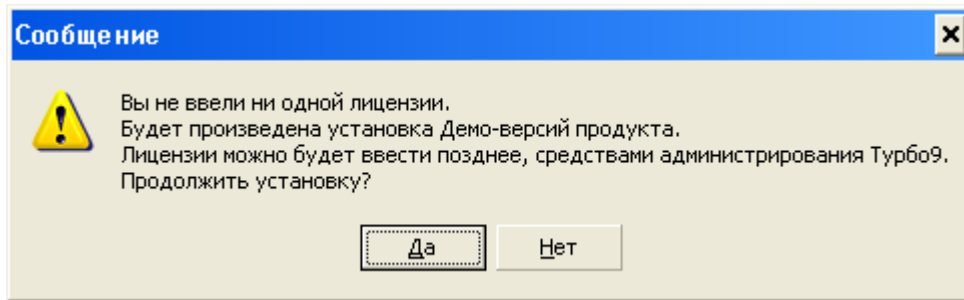 Сообщение
Вы не ввели ни одной лицензии.
Будет произведена установка Демо-версий продукта.
Лицензии можно будет ввести позднее, средствами администрирования Турбо9.
Продолжить установку?
Да
Нет